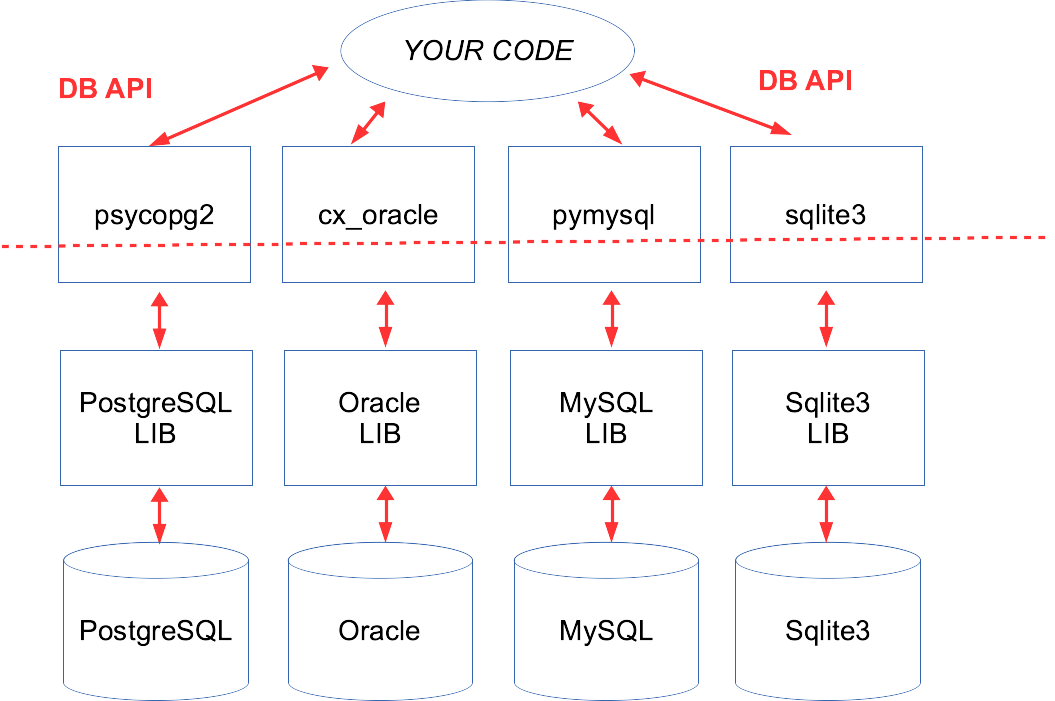 YOUR CODE
DB API
DB API
psycopg2
cx_oracle
pymysql
sqlite3
PostgreSQL
LIB
Oracle
LIB
MySQL
LIB
Sqlite3
LIB
PostgreSQL
Oracle
MySQL
Sqlite3